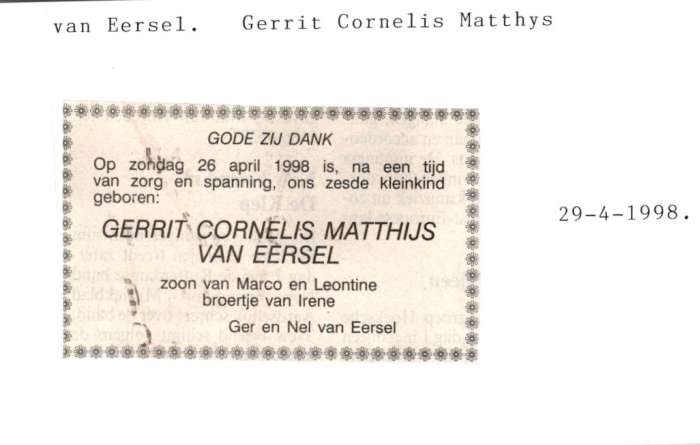 van Eersel. Gerrit Cornelis Matthys
GODE ZIJ DANK
Op zondag 26 april 1998 is, na een tijd
van zorg en spanning, ons zesde kleinkind
geboren:
GERRIT CORNELIS MATTHIJS
VAN EERSEL
zoon van Marco en Leontine
broertje van Irene
Ger en Nel van Eersel
29-4-1998.